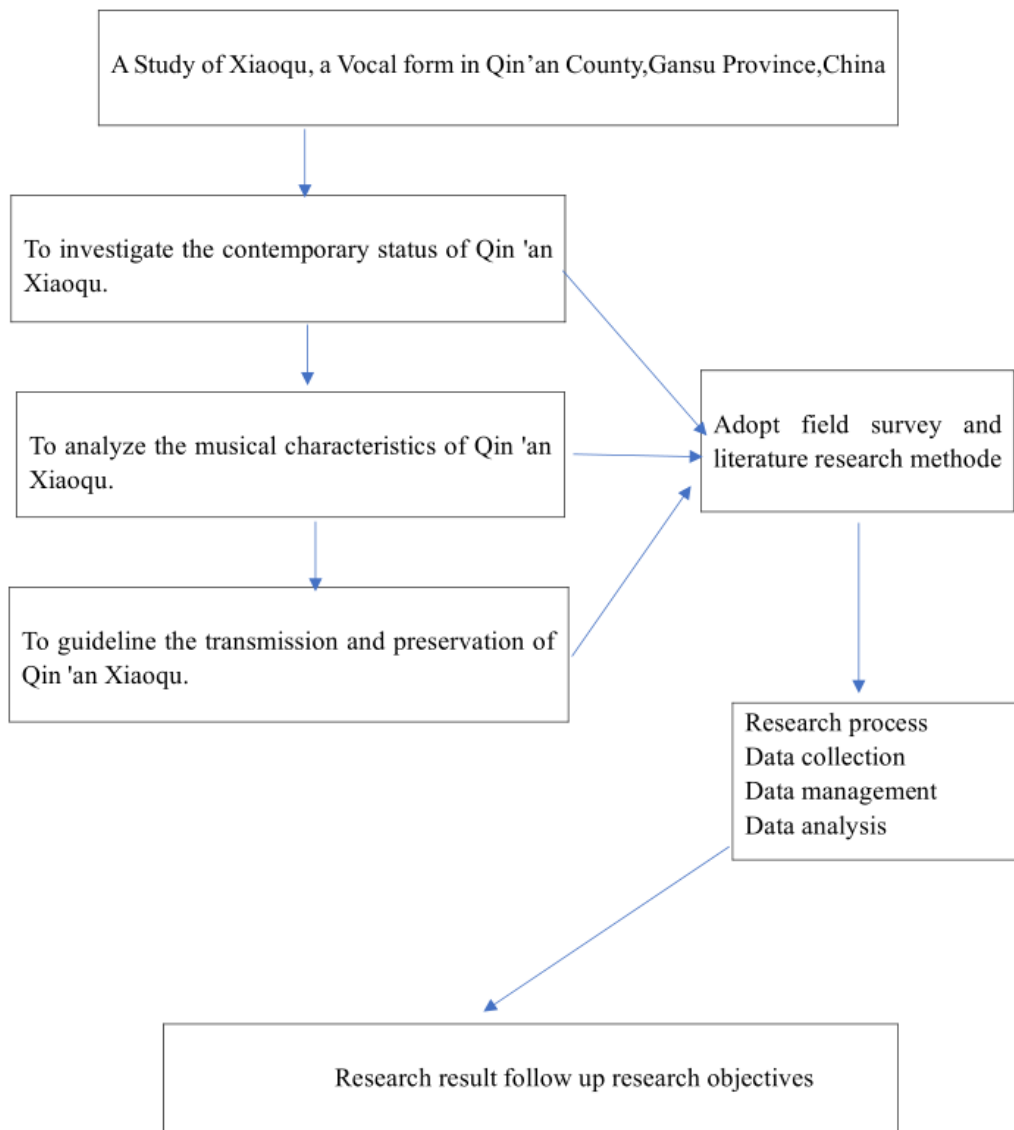 A Study of Xiaoqu, a Vocal form in Qin’an County,Gansu Province,China
To investigate the contemporary status of Qin 'an
Xiaoqu.
To analyze the musical characteristics of Qin 'an
Xiaoqu.
To guideline the transmission and preservation of
Qin 'an Xiaoqu.
Adopt field survey and
literature research methode
Research process
Data collection
Data management
Data analysis
Research result follow up research objectives